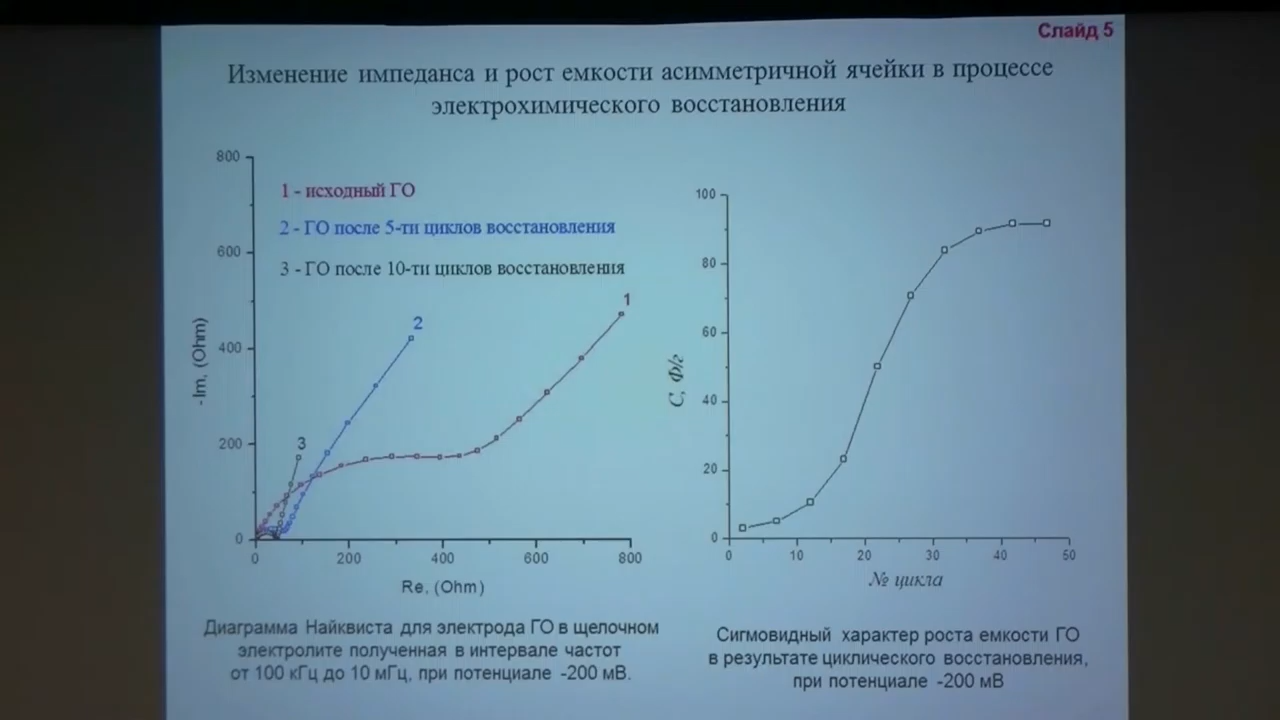 Слайд 5
Изменение импеданса и рост емкости асимметричной ячейки в процессе
электрохимического восстановления
800
600
400
200
0
-Im, (Ohm)
1 - исходный ГО
2 - ГО после 5-ти циклов восстановления
3 - ГО после 10-ти циклов восстановления
1
2
3
0 200 400 600 800
Re, (Ohm)
Диаграмма Найквиста для электрода ГО в щелочном
электролите полученная в интервале частот
от 100 кГц до 10 мГц, при потенциале -200 мВ.
100
80
60
40
20
0
C, Ф/г
0 10 20 30 40 50
№ цикла
Сигмовидный характер роста емкости ГО
в результате циклического восстановления,
при потенциале -200 мВ